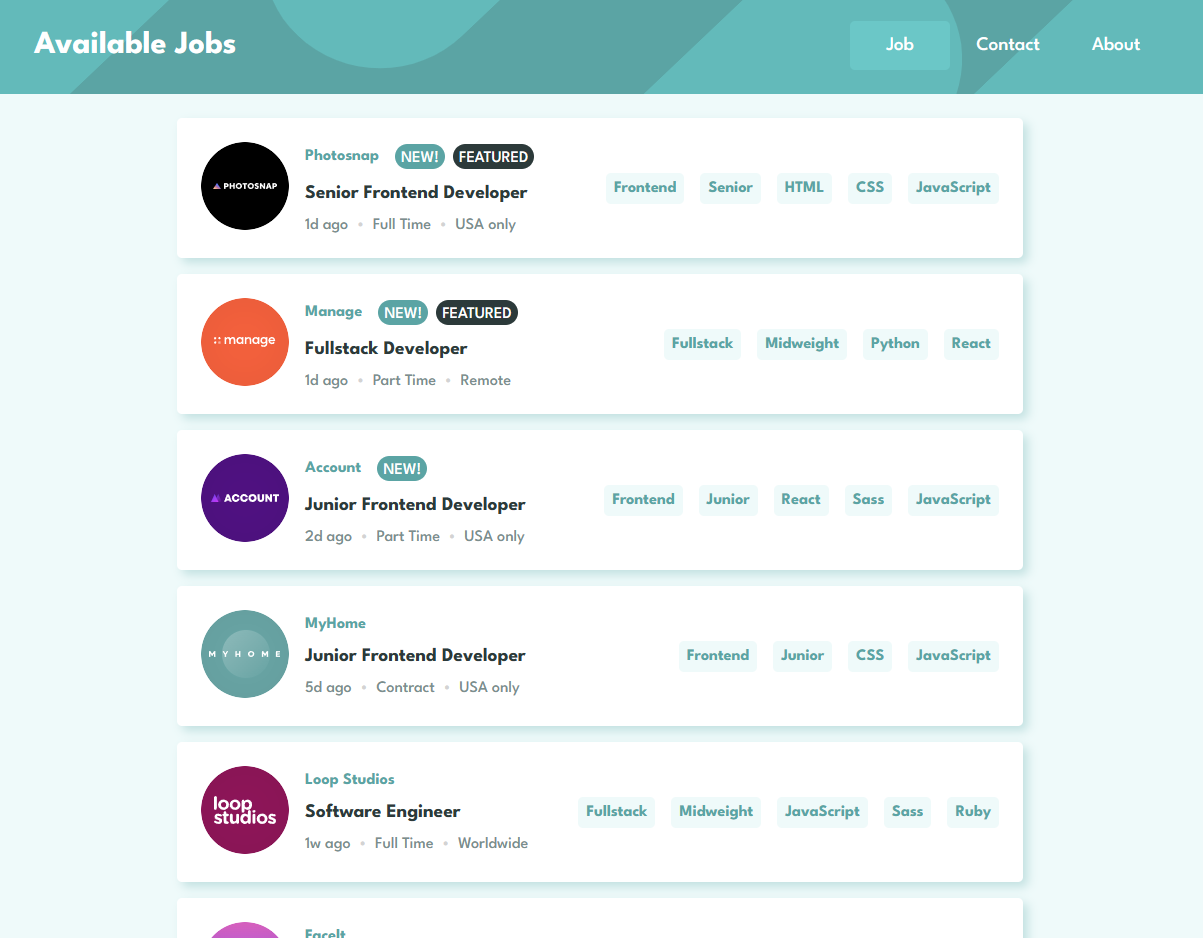 Available Jobs
Job Contact About
PHOTOSNAP
Photosnap NEW! FEATURED
Senior Frontend Developer
1d ago • Full Time • USA only
Frontend Senior HTML CSS JavaScript
manage
Manage NEW! FEATURED
Fullstack Developer
1d ago • Part Time • Remote
Fullstack Midweight Python React
ACCOUNT
Account NEW!
Junior Frontend Developer
2d ago • Part Time • USA only
Frontend Junior React Sass JavaScript
MYHOME
MyHome
Junior Frontend Developer
5d ago • Contract • USA only
Frontend Junior CSS JavaScript
loop
studios
Loop Studios
Software Engineer
1w ago • Full Time • Worldwide
Fullstack Midweight JavaScript Sass Ruby
FaceIt